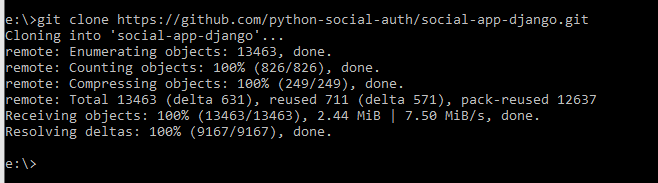 e:\>git clone https://github.com/python-social-auth/social-app-django.git
Cloning into 'social-app-django'...
remote: Enumerating objects: 13463, done.
remote: Counting objects: 100% (826/826), done.
remote: Compressing objects: 100% (249/249), done.
remote: Total 13463 (delta 631), reused 711 (delta 571), pack-reused 12637
Receiving objects: 100% (13463/13463), 2.44 MiB | 7.50 MiB/s, done.
Resolving deltas: 100% (9167/9167), done.
e:\>